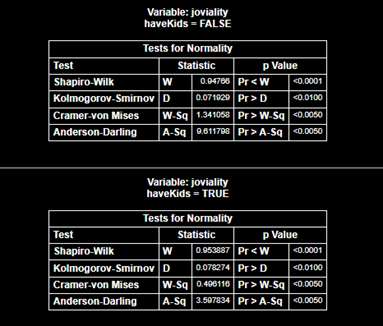 Variable: joviality
haveKids = FALSE
Tests for Normality
Test Statistic p Value
Shapiro-Wilk W 0.94766 Pr < W <0.0001
Kolmogorov-Smirnov D 0.071929 Pr > D <0.0100
Cramer-von Mises W-Sq 1.341058 Pr > W-Sq <0.0050
Anderson-Darling A-Sq 9.611798 Pr > A-Sq <0.0050
Variable: joviality
haveKids = TRUE
Tests for Normality
Test Statistic p Value
Shapiro-Wilk W 0.953887 Pr < W <0.0001
Kolmogorov-Smirnov D 0.078274 Pr > D <0.0100
Cramer-von Mises W-Sq 0.496116 Pr > W-Sq <0.0050
Anderson-Darling A-Sq 3.597834 Pr > A-Sq <0.0050